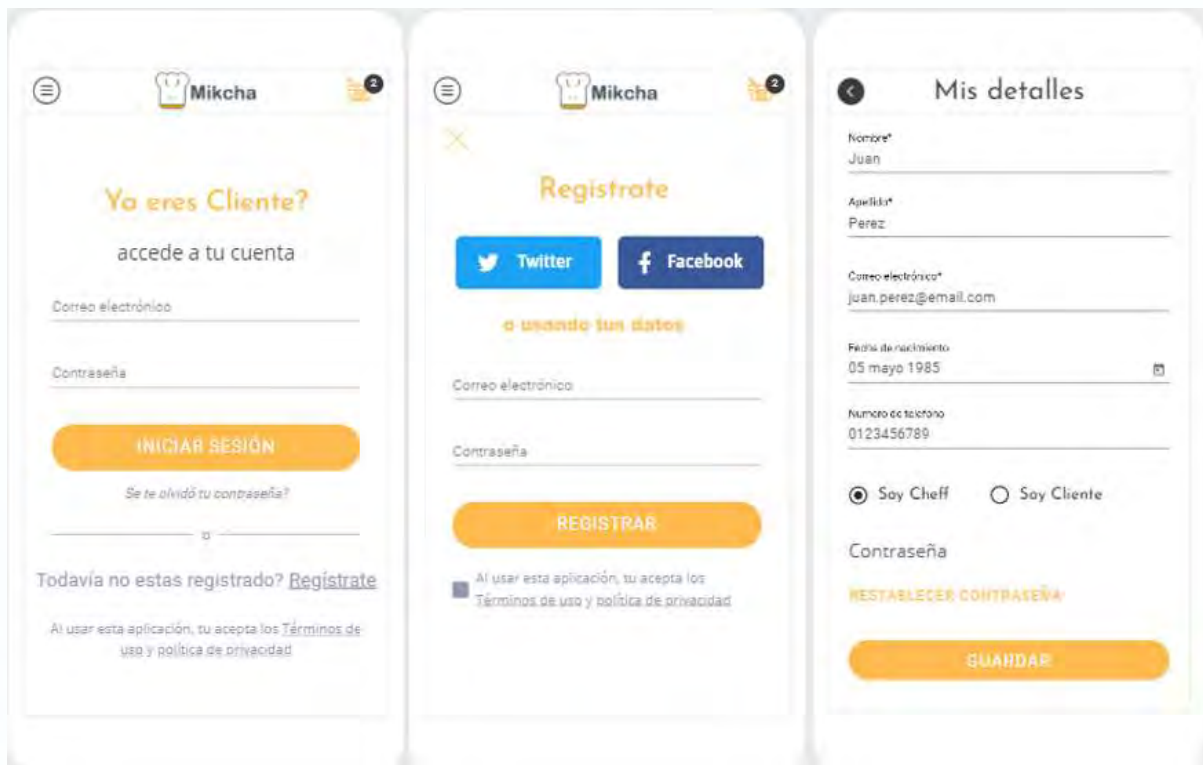 Mikcha
2
Ya eres Cliente?
accede a tu cuenta
Correo electrónico
Contraseña
INICIAR SESIÓN
Se te olvidó tu contraseña?
o
Todavía no estas registrado? Regístrate
Al usar esta aplicación, tu acepta los Términos de
uso y política de privacidad
Mikcha
2
Regístrate
Twitter
Facebook
o usando tus datos
Correo electrónico
Contraseña
REGISTRAR
Al usar esta aplicación, tu acepta los
Términos de uso y política de privacidad
Mis detalles
Nombre*
Juan
Apellido*
Perez
Correo electrónico*
juan.perez@email.com
Fecha de nacimiento
05 mayo 1985
Numero de telefono
0123456789
Soy Cheff
Soy Cliente
Contraseña
RESTABLECER CONTRASEÑA
GUARDAR